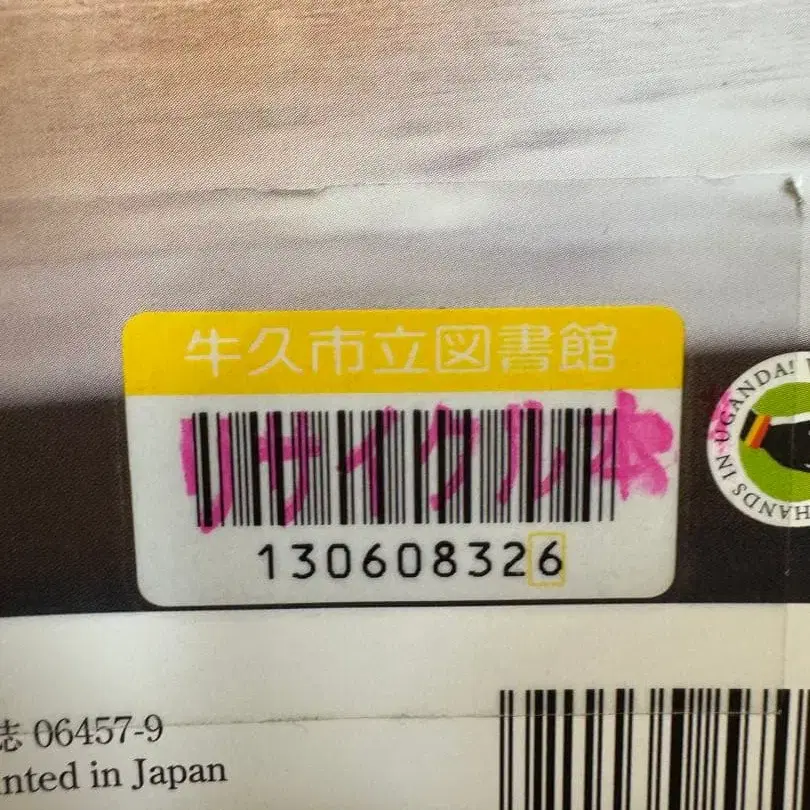 牛久市立図書館
リサイクル本
130608326
HANDS IN UGANDA!
誌 06457-9
nted in Japan